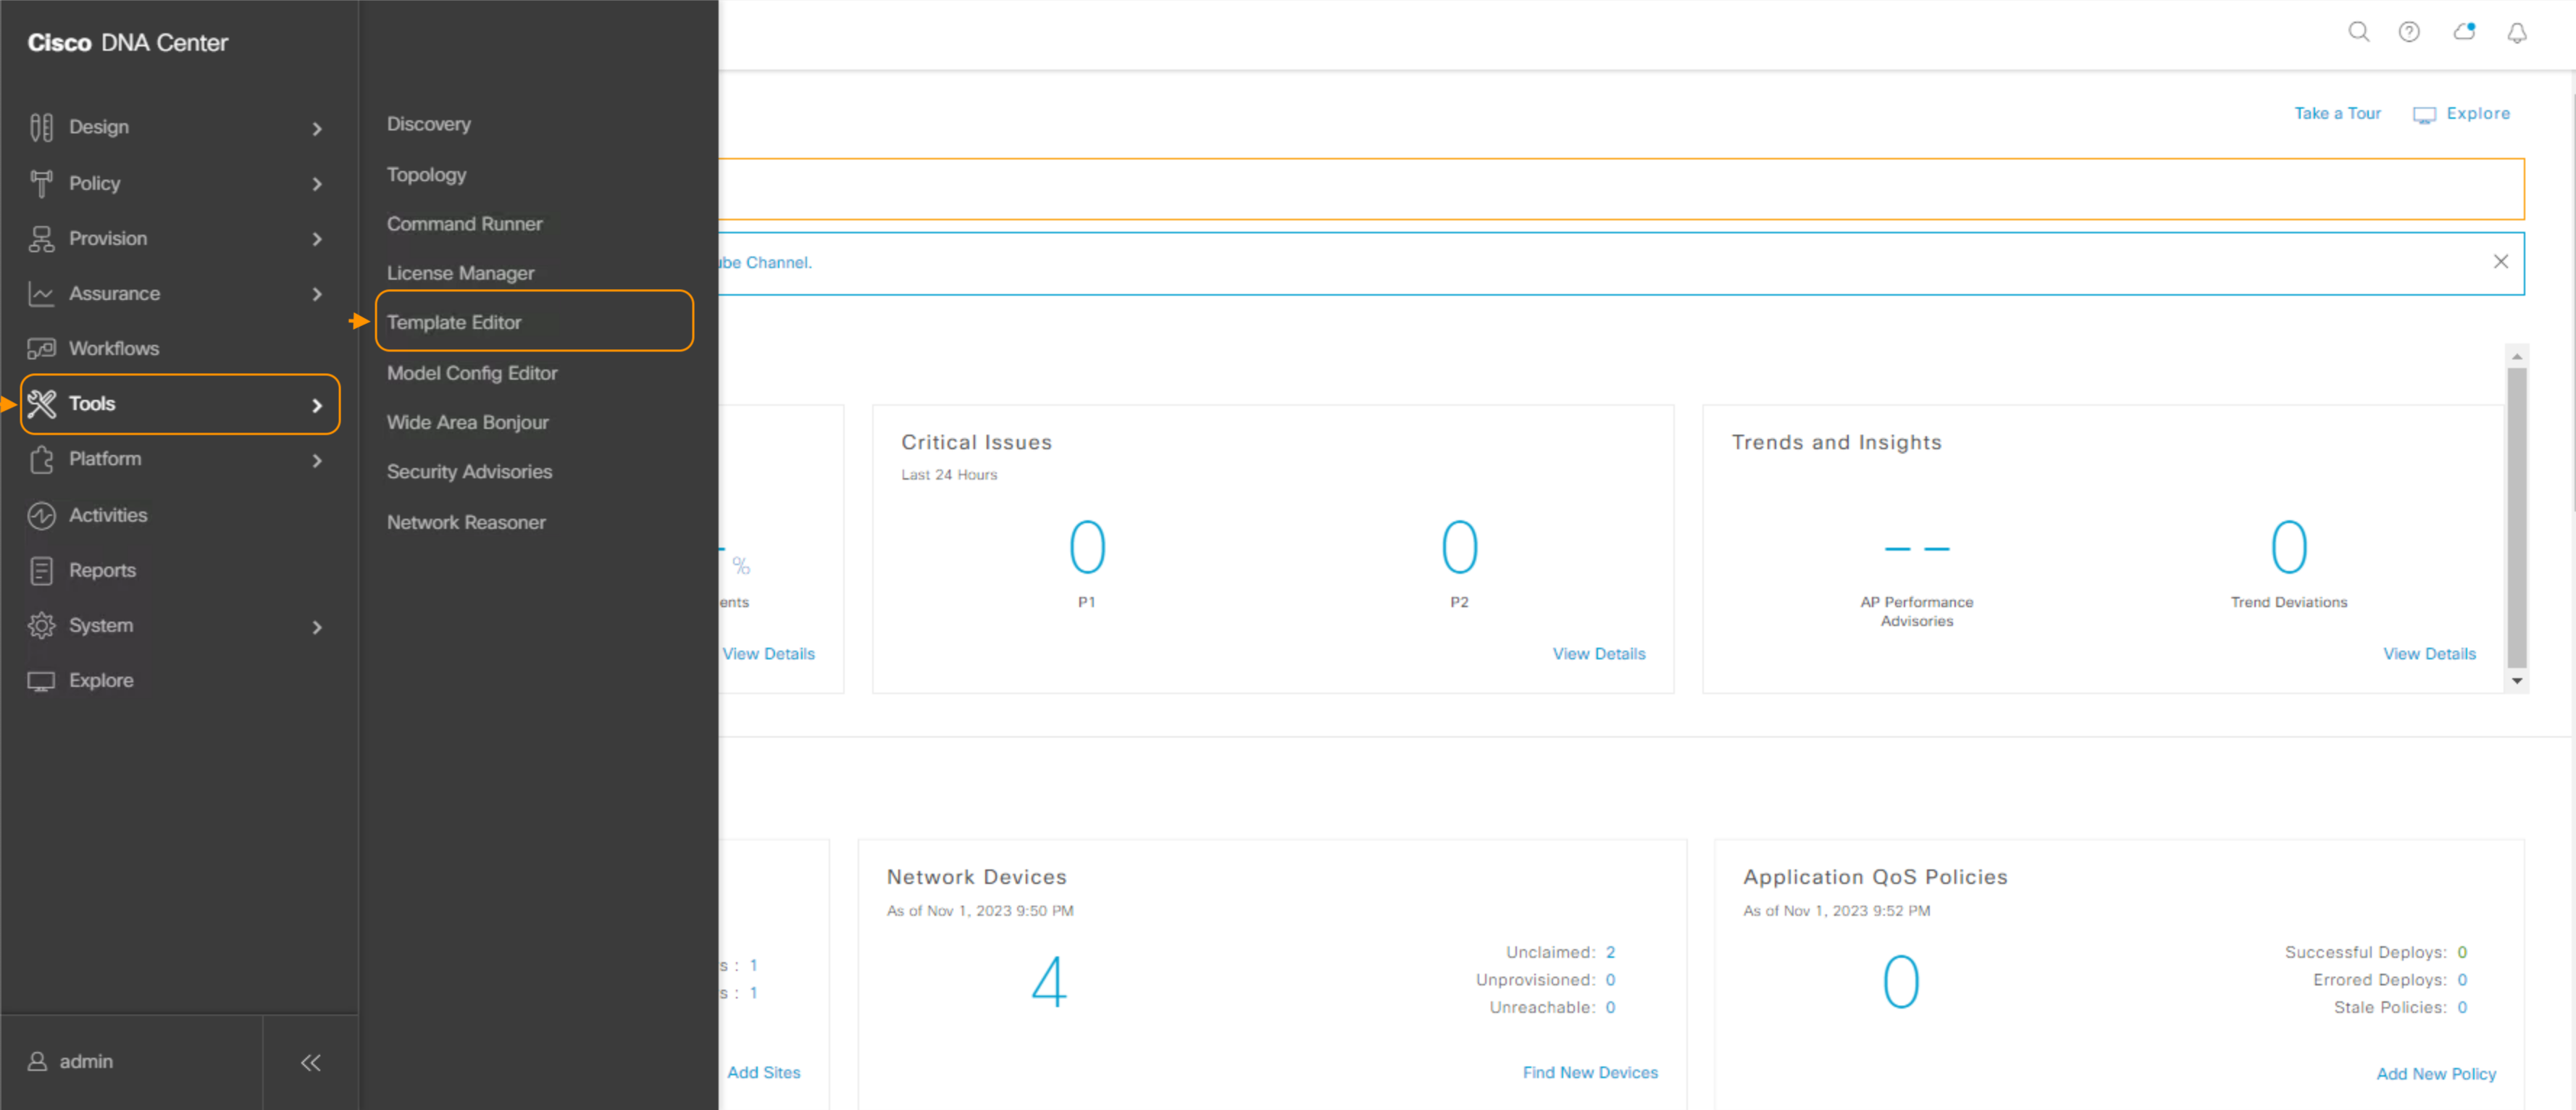 Cisco DNA Center
Design
Policy
Provision
Assurance
Workflows
Tools
Platform
Activities
Reports
System
Explore
admin
Discovery
Topology
Command Runner
License Manager
Template Editor
Model Config Editor
Wide Area Bonjour
Security Advisories
Network Reasoner
Take a Tour
Explore
ube Channel.
%
ents
View Details
Critical Issues
Last 24 Hours
0 0
P1 P2
View Details
Trends and Insights
-- 0
AP Performance Trend Deviations
Advisories
View Details
s : 1
s : 1
Add Sites
Network Devices
As of Nov 1, 2023 9:50 PM
4
Unclaimed: 2
Unprovisioned: 0
Unreachable: 0
Find New Devices
Application QoS Policies
As of Nov 1, 2023 9:52 PM
0
Successful Deploys: 0
Errored Deploys: 0
Stale Policies: 0
Add New Policy